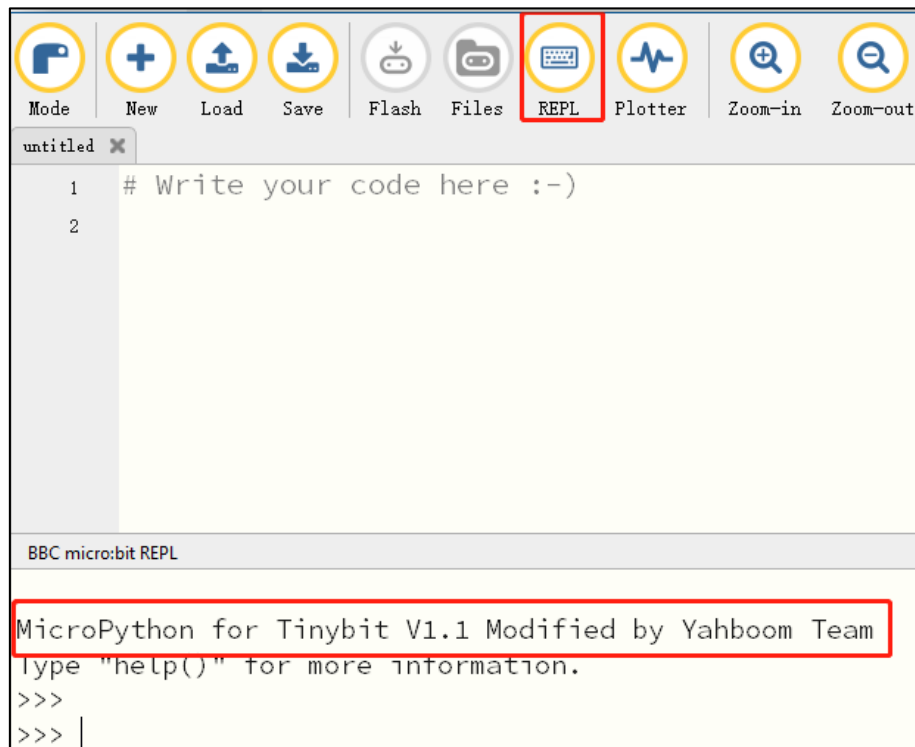 Mode New Load Save Flash Files REPL Plotter Zoom-in Zoom-out
untitled
1 # Write your code here :-)
2
BBC micro:bit REPL
MicroPython for Tinybit V1.1 Modified by Yahboom Team
Type "help()" for more information.
>>>
>>>